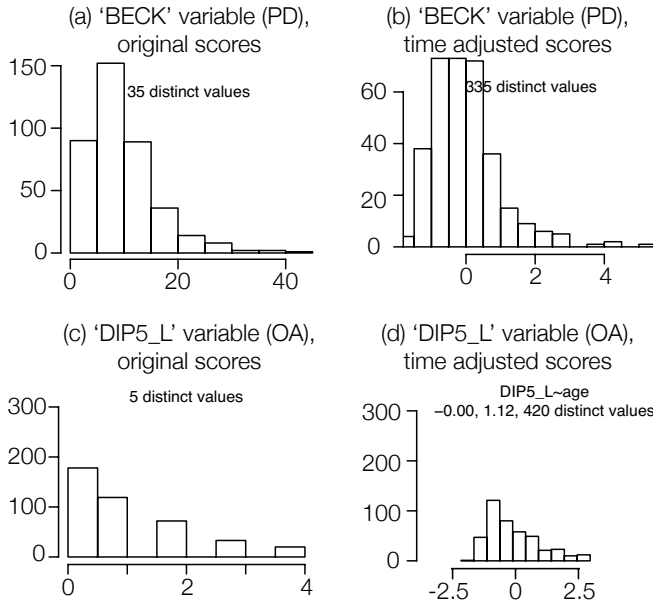 (a) 'BECK' variable (PD),
original scores
35 distinct values
150
100
50
0
0 20 40
(b) 'BECK' variable (PD),
time adjusted scores
335 distinct values
60
40
20
0
0 2 4
(c) 'DIP5_L' variable (OA),
original scores
5 distinct values
300
200
100
0
0 2 4
(d) 'DIP5_L' variable (OA),
time adjusted scores
DIP5_L~age
−0.00, 1.12, 420 distinct values
300
200
100
0
-2.5 0 2.5